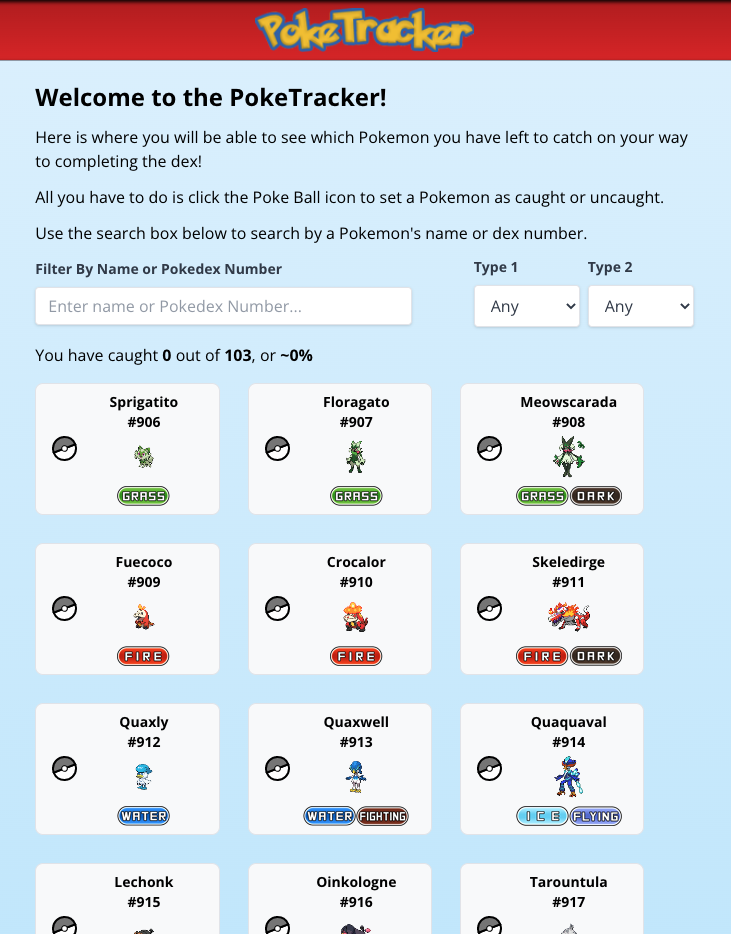 PokeTracker
Welcome to the PokeTracker!
Here is where you will be able to see which Pokemon you have left to catch on your way
to completing the dex!
All you have to do is click the Poke Ball icon to set a Pokemon as caught or uncaught.
Use the search box below to search by a Pokemon's name or dex number.
Filter By Name or Pokedex Number Type 1 Type 2
Enter name or Pokedex Number... Any Any
You have caught 0 out of 103, or ~0%
Sprigatito Floragato Meowscarada
#906 #907 #908
GRASS GRASS GRASS DARK
Fuecoco Crocalor Skeledirge
#909 #910 #911
FIRE FIRE FIRE DARK
Quaxly Quaxwell Quaquaval
#912 #913 #914
WATER WATER FIGHTING ICE FLYING
Lechonk Oinkologne Tarountula
#915 #916 #917